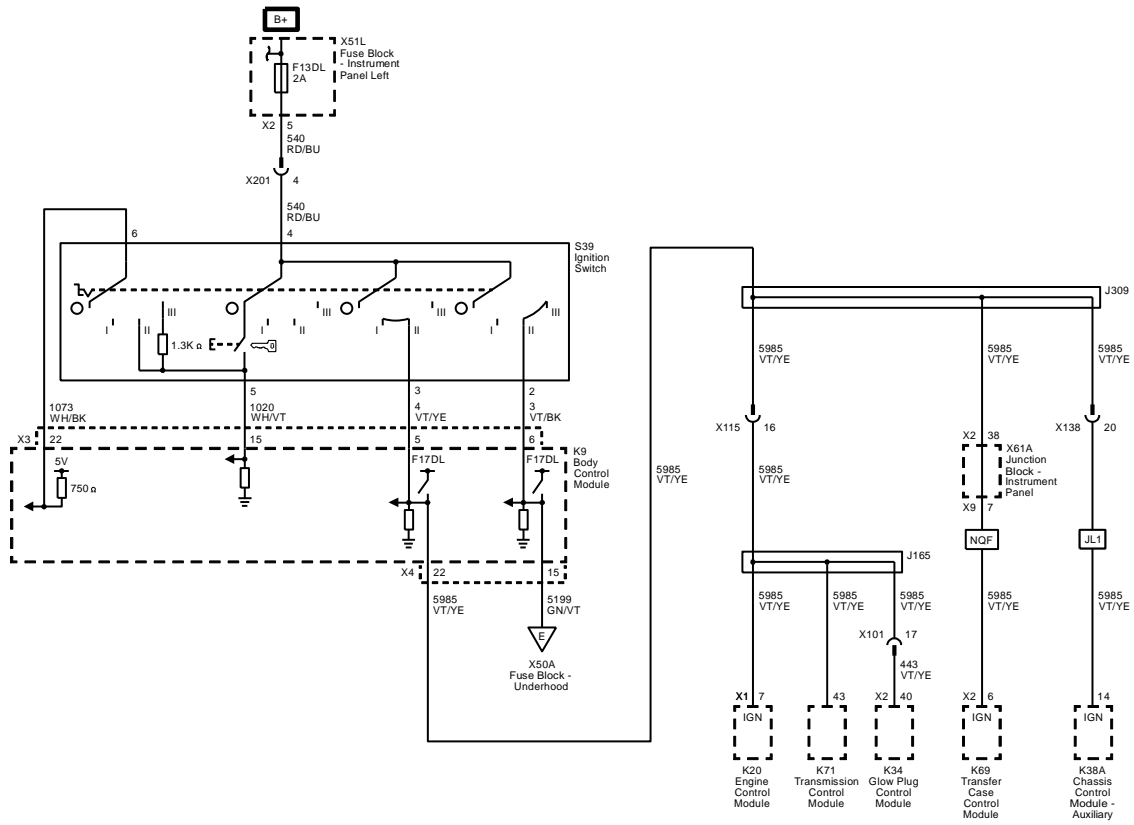 B+
X51L
Fuse Block
- Instrument
Panel Left
F13DL
2A
X2 5
540
RD/BU
X201 4
540
RD/BU
6
4
S39
Ignition
Switch
I II III
I II III
I II III
II III
1.3K Ω
5
3
2
1073
WH/BK
1020
WH/VT
4
VT/YE
3
VT/BK
X3 22
15
5
6
K9
Body
Control
Module
5V
750 Ω
F17DL
F17DL
X4 22
15
5985
VT/YE
5199
GN/VT
E
X50A
Fuse Block -
Underhood
5985
VT/YE
J309
5985
VT/YE
5985
VT/YE
5985
VT/YE
X115 16
X138 20
X2 38
X61A
Junction
Block -
Instrument
Panel
X9 7
5985
VT/YE
NQF
JL1
J165
5985
VT/YE
5985
VT/YE
5985
VT/YE
5985
VT/YE
5985
VT/YE
X101 17
443
VT/YE
X1 7
43
X2 40
X2 6
14
IGN
IGN
IGN
K20
Engine
Control
Module
K71
Transmission
Control
Module
K34
Glow Plug
Control
Module
K69
Transfer
Case
Control
Module
K38A
Chassis
Control
Module -
Auxiliary